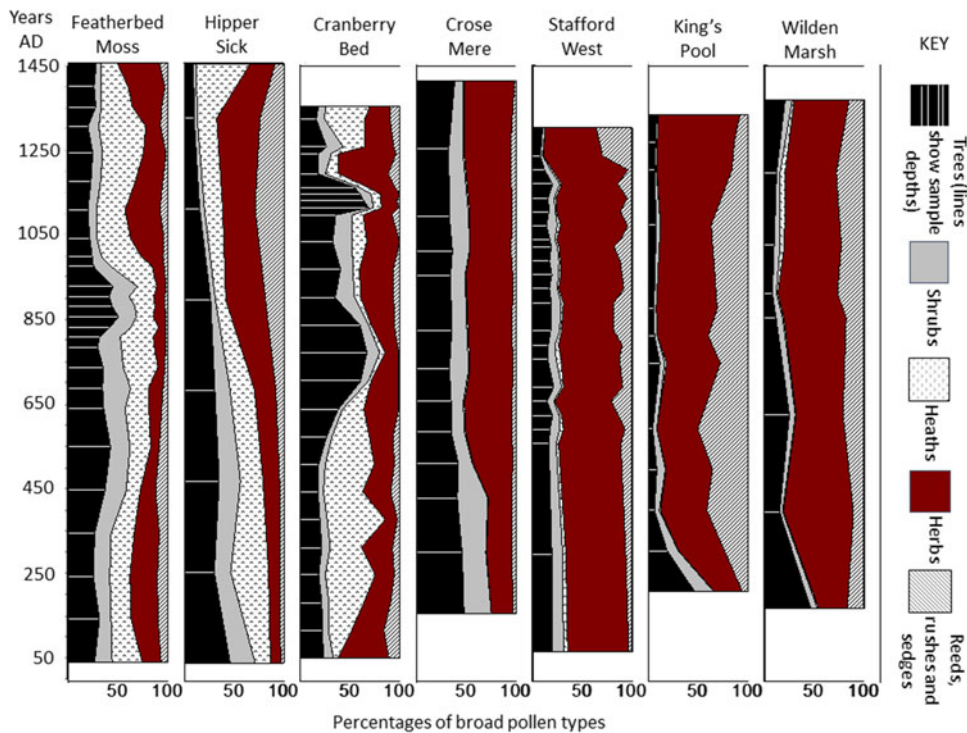 Years
AD
Featherbed
Moss
Hipper
Sick
Cranberry
Bed
Crose
Mere
Stafford
West
King's
Pool
Wilden
Marsh
KEY
1450
1250
1050
850
650
450
250
50
50 100
50 100
50 100
50 100
50 100
50 100
50 100
Percentages of broad pollen types
Trees (lines
show sample
depths)
Shrubs
Heaths
Herbs
Reeds,
rushes and
sedges